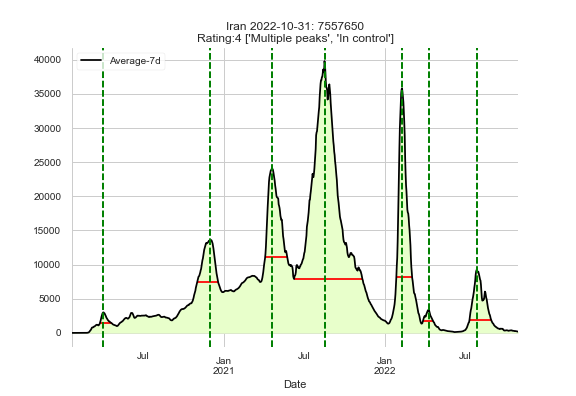 Iran 2022-10-31: 7557650
Rating:4 ['Multiple peaks', 'In control']
Average-7d
40000
35000
30000
25000
20000
15000
10000
5000
0
Jul
Jan
2021
Jul
Jan
2022
Jul
Date